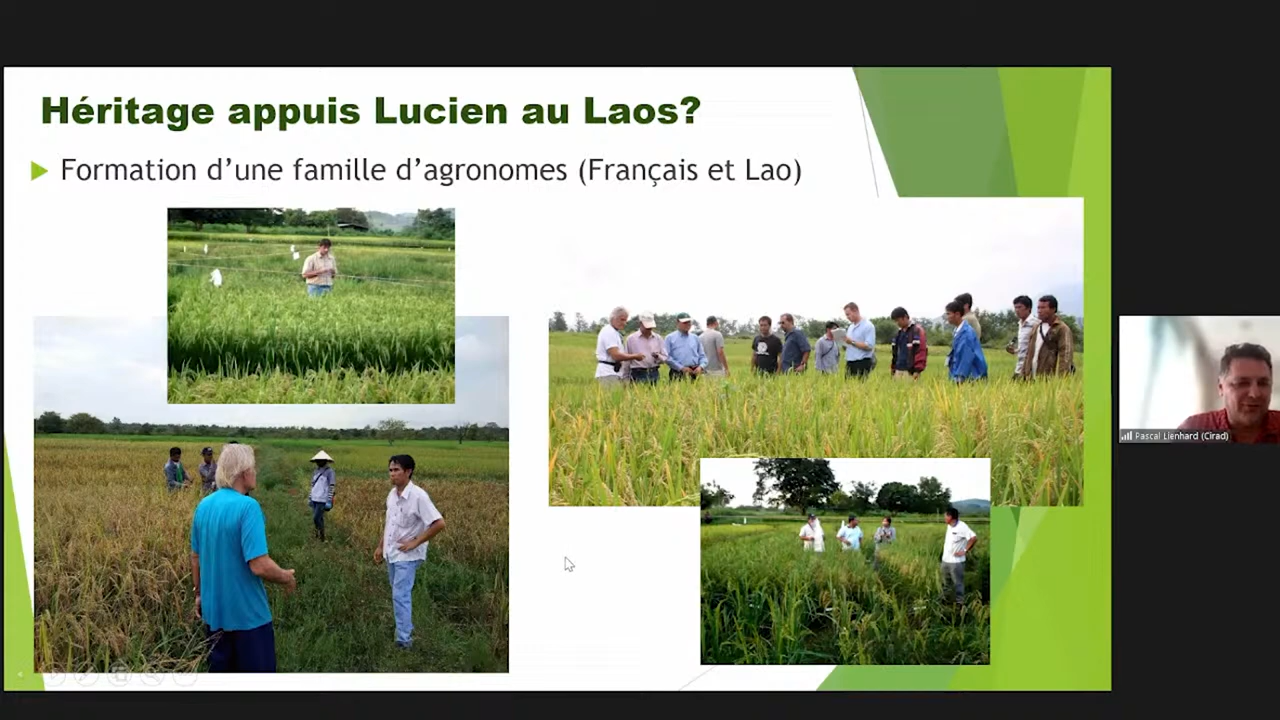 Héritage appuis Lucien au Laos?
Formation d’une famille d’agronomes (Français et Lao)
Pascal Lienhard (Cirad)